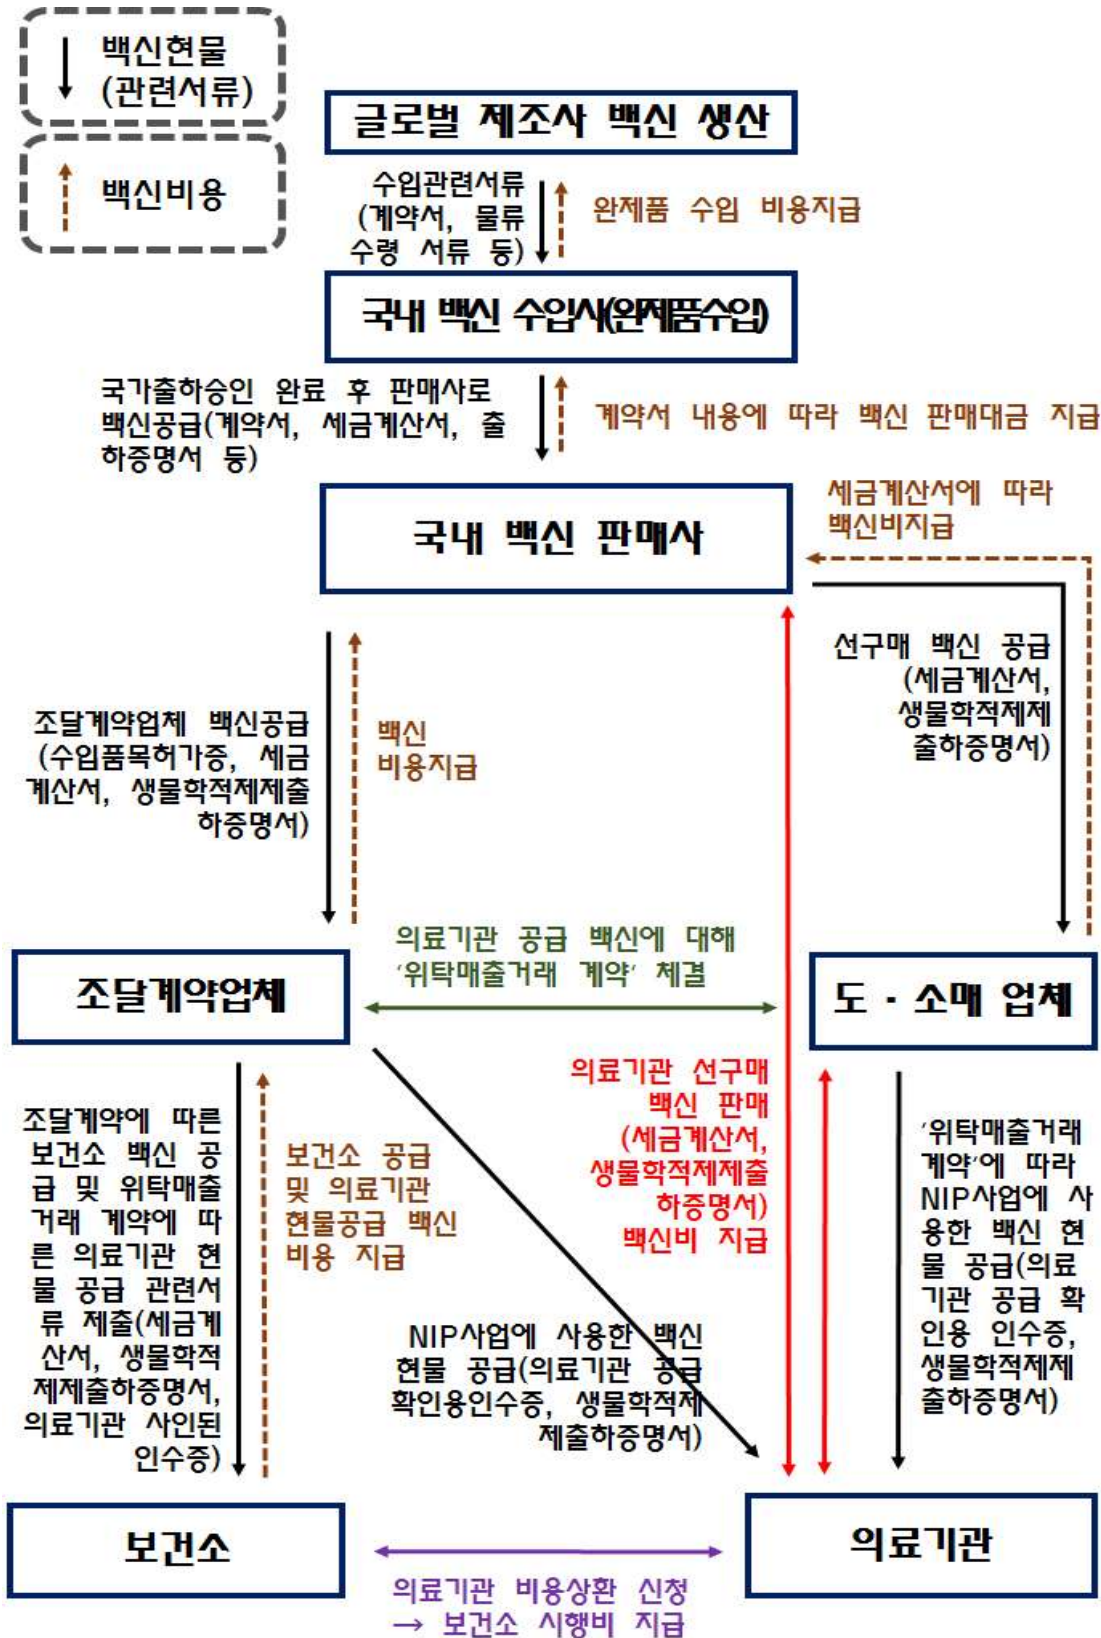 백신현물
(관련서류)
백신비용
글로벌 제조사 백신 생산
수입관련서류
(계약서, 물류
수령 서류 등)
완제품 수입 비용지급
국내 백신 수입사(완제품수입)
국가출하승인 완료 후 판매사로
백신공급(계약서, 세금계산서, 출
하증명서 등)
계약서 내용에 따라 백신 판매대금 지급
국내 백신 판매사
세금계산서에 따라
백신비지급
선구매 백신 공급
(세금계산서,
생물학적제제
출하증명서)
조달계약업체 백신공급
(수입품목허가증, 세금
계산서, 생물학적제제출
하증명서)
백신
비용지급
의료기관 공급 백신에 대해
'위탁매출거래 계약' 체결
조달계약업체
도 · 소매 업체
조달계약에 따른
보건소 백신 공
급 및 위탁매출
거래 계약에 따
른 의료기관 현
물 공급 관련서
류 제출(세금계
산서, 생물학적
제제출하증명서,
의료기관 사인된
인수증)
보건소 공급
및 의료기관
현물공급 백신
비용 지급
의료기관 선구매
백신 판매
(세금계산서,
생물학적제제출
하증명서)
백신비 지급
'위탁매출거래
계약'에 따라
NIP사업에 사
용한 백신 현
물 공급(의료
기관 공급 확
인용 인수증,
생물학적제제
출하증명서)
NIP사업에 사용한 백신
현물 공급(의료기관 공급
확인용인수증, 생물학적제
제출하증명서)
보건소
의료기관
의료기관 비용상환 신청
→ 보건소 시행비 지급